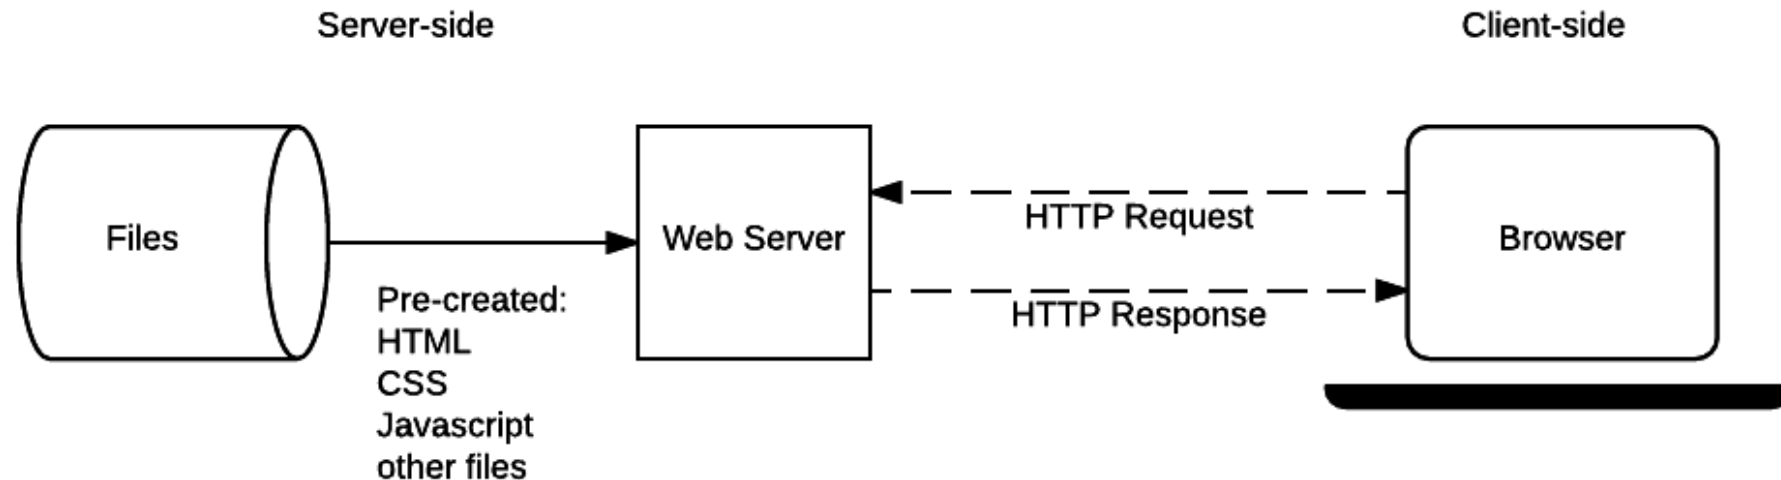 Server-side
Client-side
Files
Web Server
HTTP Request
HTTP Response
Browser
Pre-created:
HTML
CSS
Javascript
other files